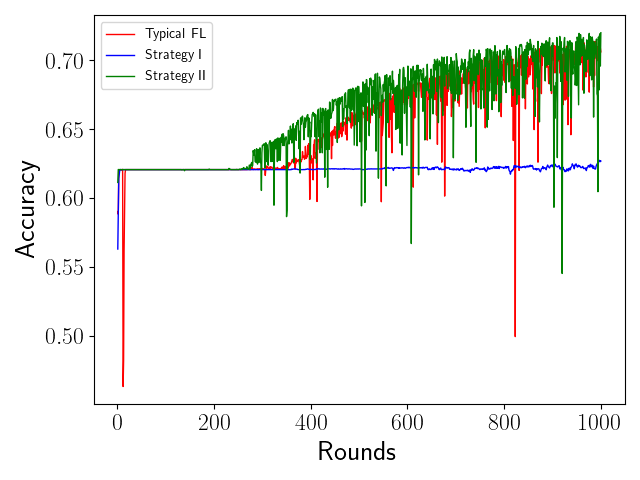 Typical FL
Strategy I
Strategy II
0.70
0.65
0.60
0.55
0.50
Accuracy
0 200 400 600 800 1000
Rounds